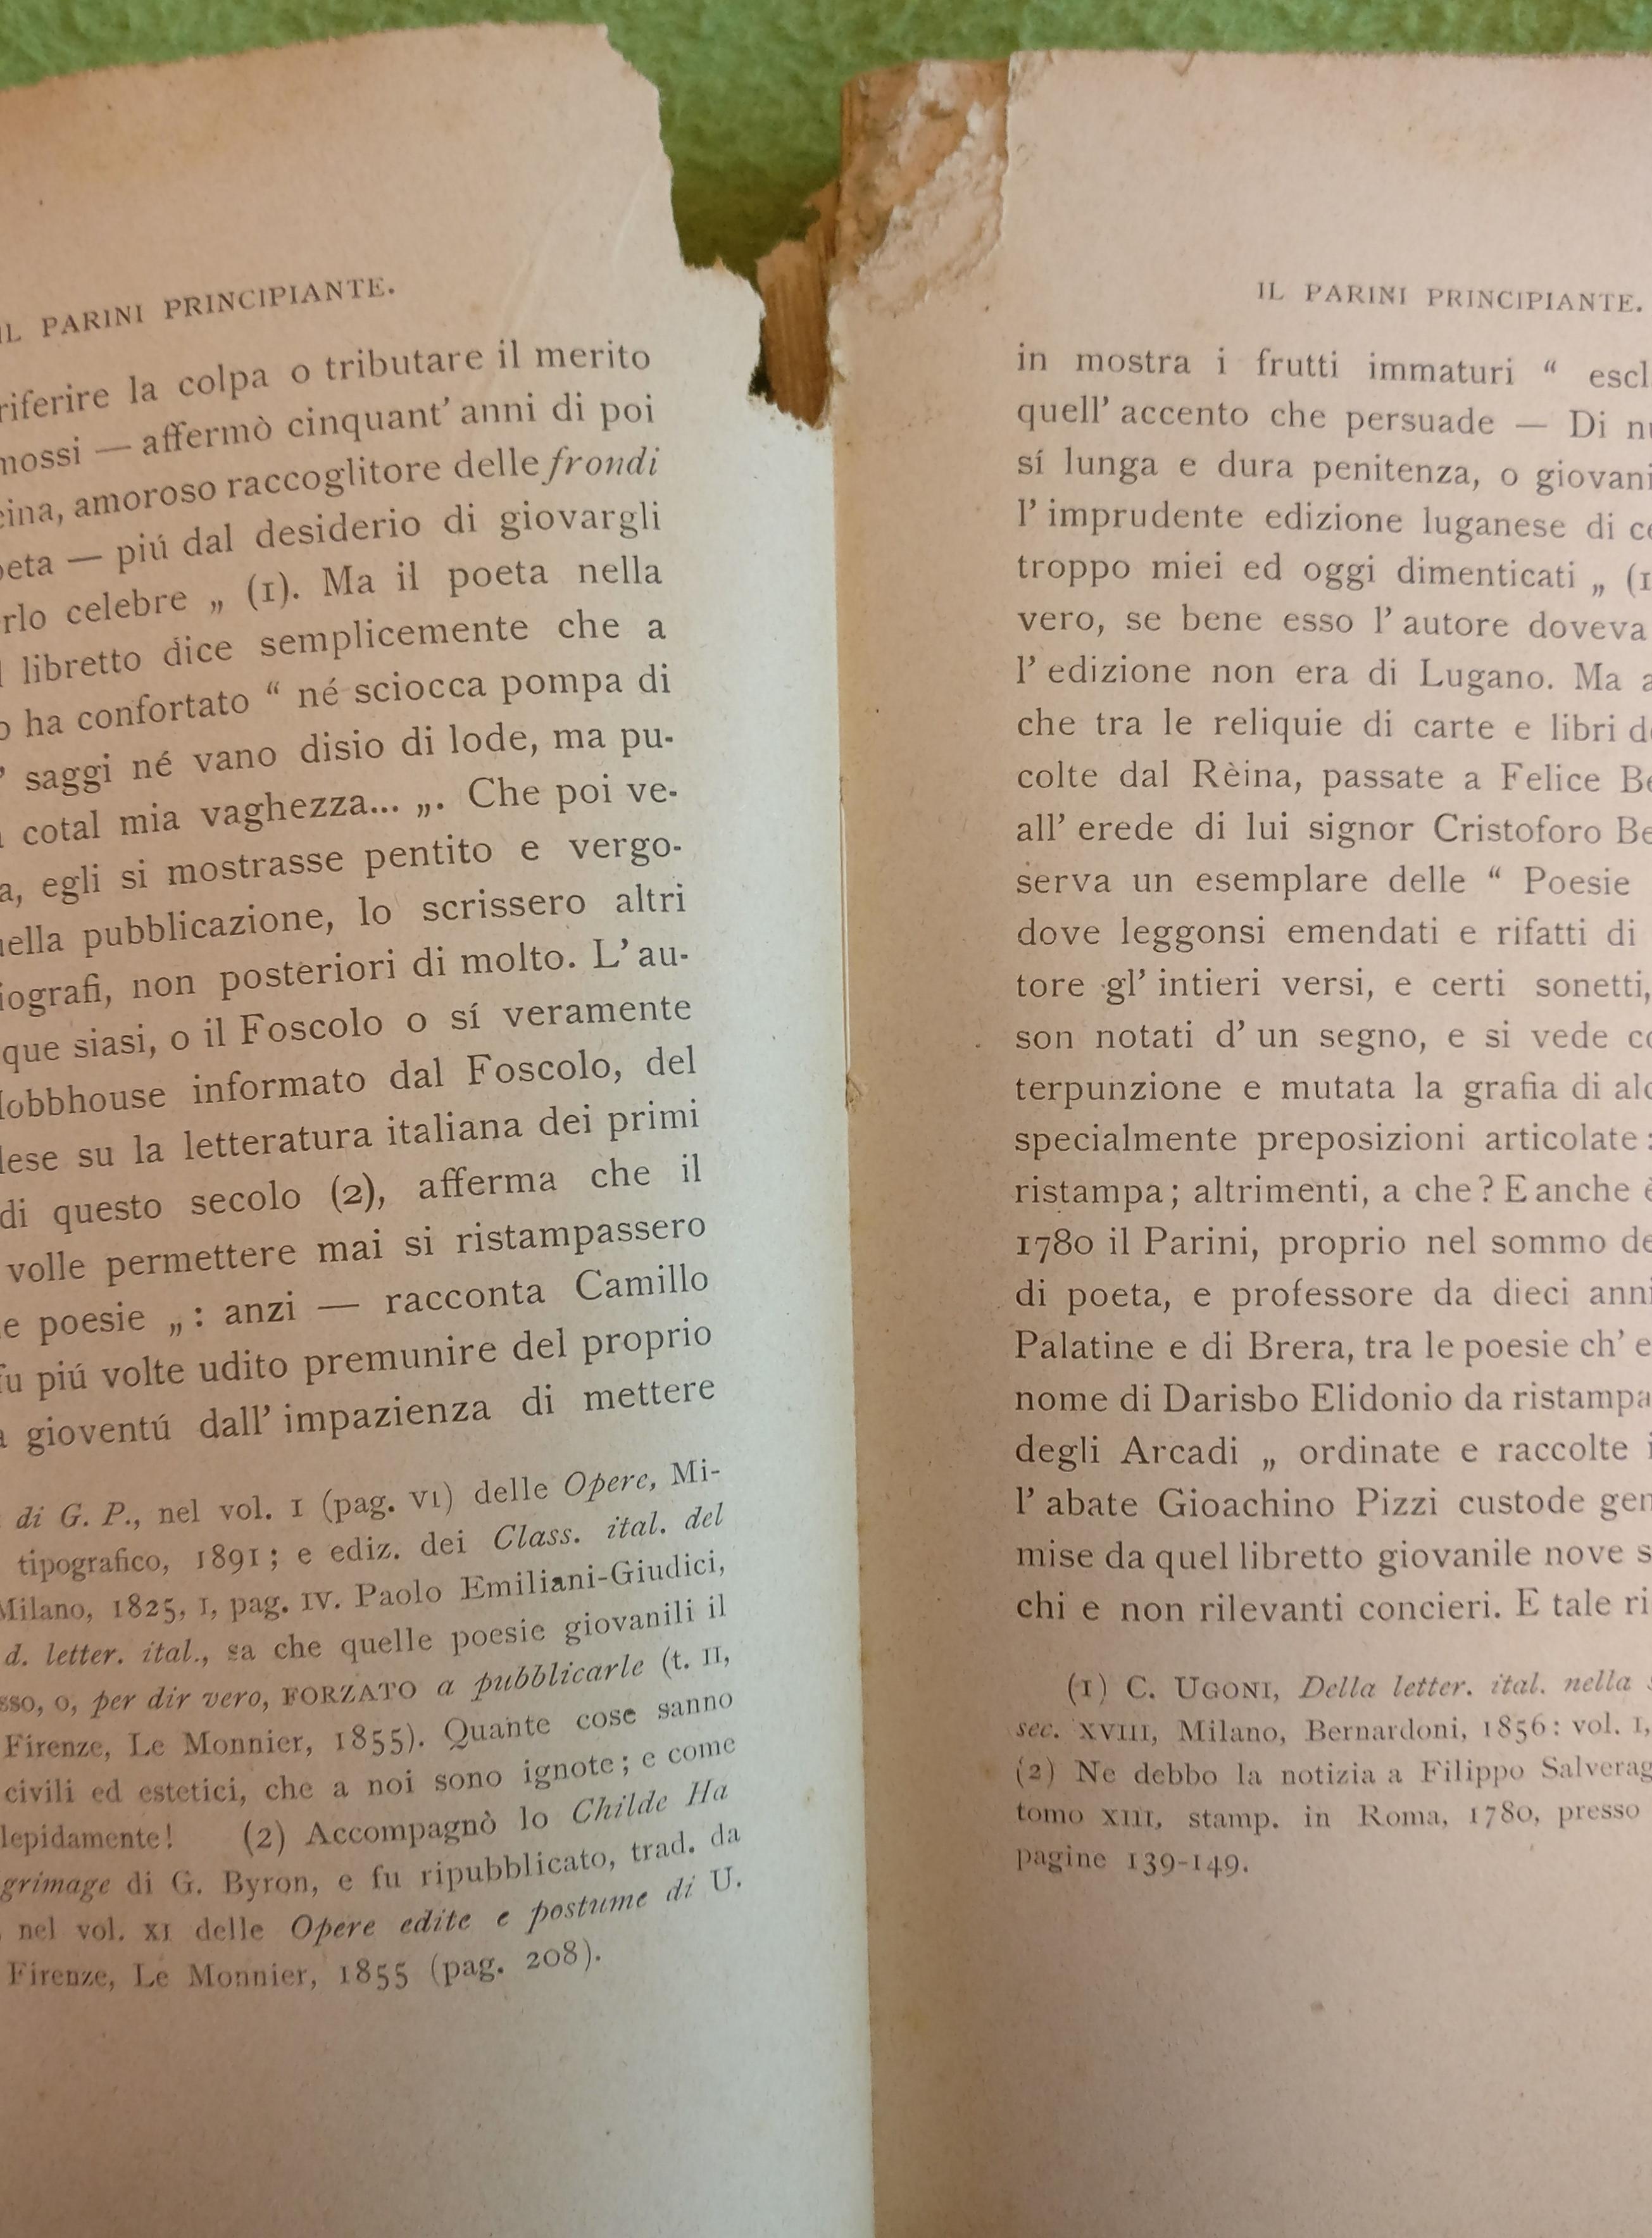 IL PARINI PRINCIPIANTE.
riferire la colpa o tributare il merito
mossi — affermò cinquant' anni di poi
eina, amoroso raccoglitore delle frondi
oeta — piú dal desiderio di giovargli
rlo celebre „ (1). Ma il poeta nella
l libretto dice semplicemente che a
o ha confortato “ né sciocca pompa di
' saggi né vano disio di lode, ma pu-
a cotal mia vaghezza... „. Che poi ve-
a, egli si mostrasse pentito e vergo-
uella pubblicazione, lo scrissero altri
iografi, non posteriori di molto. L' au-
que siasi, o il Foscolo o sí veramente
Hobbhouse informato dal Foscolo, del
lese su la letteratura italiana dei primi
di questo secolo (2), afferma che il
volle permettere mai si ristampassero
e poesie „: anzi — racconta Camillo
fu piú volte udito premunire del proprio
a gioventú dall' impazienza di mettere
di G. P., nel vol. I (pag. VI) delle Opere, Mi-
tipografico, 1891; e ediz. dei Class. ital. del
Milano, 1825, I, pag. IV. Paolo Emiliani-Giudici,
d. letter. ital., sa che quelle poesie giovanili il
sso, o, per dir vero, FORZATO a pubblicarle (t. II,
Firenze, Le Monnier, 1855). Quante cose sanno
civili ed estetici, che a noi sono ignote; e come
lepidamente! (2) Accompagnò lo Childe Ha
grimage di G. Byron, e fu ripubblicato, trad. da
nel vol. XI delle Opere edite e postume di U.
Firenze, Le Monnier, 1855 (pag. 208).
IL PARINI PRINCIPIANTE.
in mostra i frutti immaturi “ escl
quell' accento che persuade — Di nu
sí lunga e dura penitenza, o giovani
l' imprudente edizione luganese di ce
troppo miei ed oggi dimenticati „ (1
vero, se bene esso l' autore doveva
l' edizione non era di Lugano. Ma a
che tra le reliquie di carte e libri de
colte dal Rèina, passate a Felice Be
all' erede di lui signor Cristoforo Be
serva un esemplare delle “ Poesie
dove leggonsi emendati e rifatti di
tore gl' intieri versi, e certi sonetti,
son notati d' un segno, e si vede co
terpunzione e mutata la grafia di alc
specialmente preposizioni articolate:
ristampa; altrimenti, a che? E anche è
1780 il Parini, proprio nel sommo de
di poeta, e professore da dieci anni
Palatine e di Brera, tra le poesie ch' e
nome di Darisbo Elidonio da ristampa
degli Arcadi „ ordinate e raccolte i
l' abate Gioachino Pizzi custode gen
mise da quel libretto giovanile nove s
chi e non rilevanti concieri. E tale ri
(1) C. UGONI, Della letter. ital. nella s
sec. XVIII, Milano, Bernardoni, 1856: vol. I,
(2) Ne debbo la notizia a Filippo Salverag
tomo XIII, stamp. in Roma, 1780, presso
pagine 139-149.